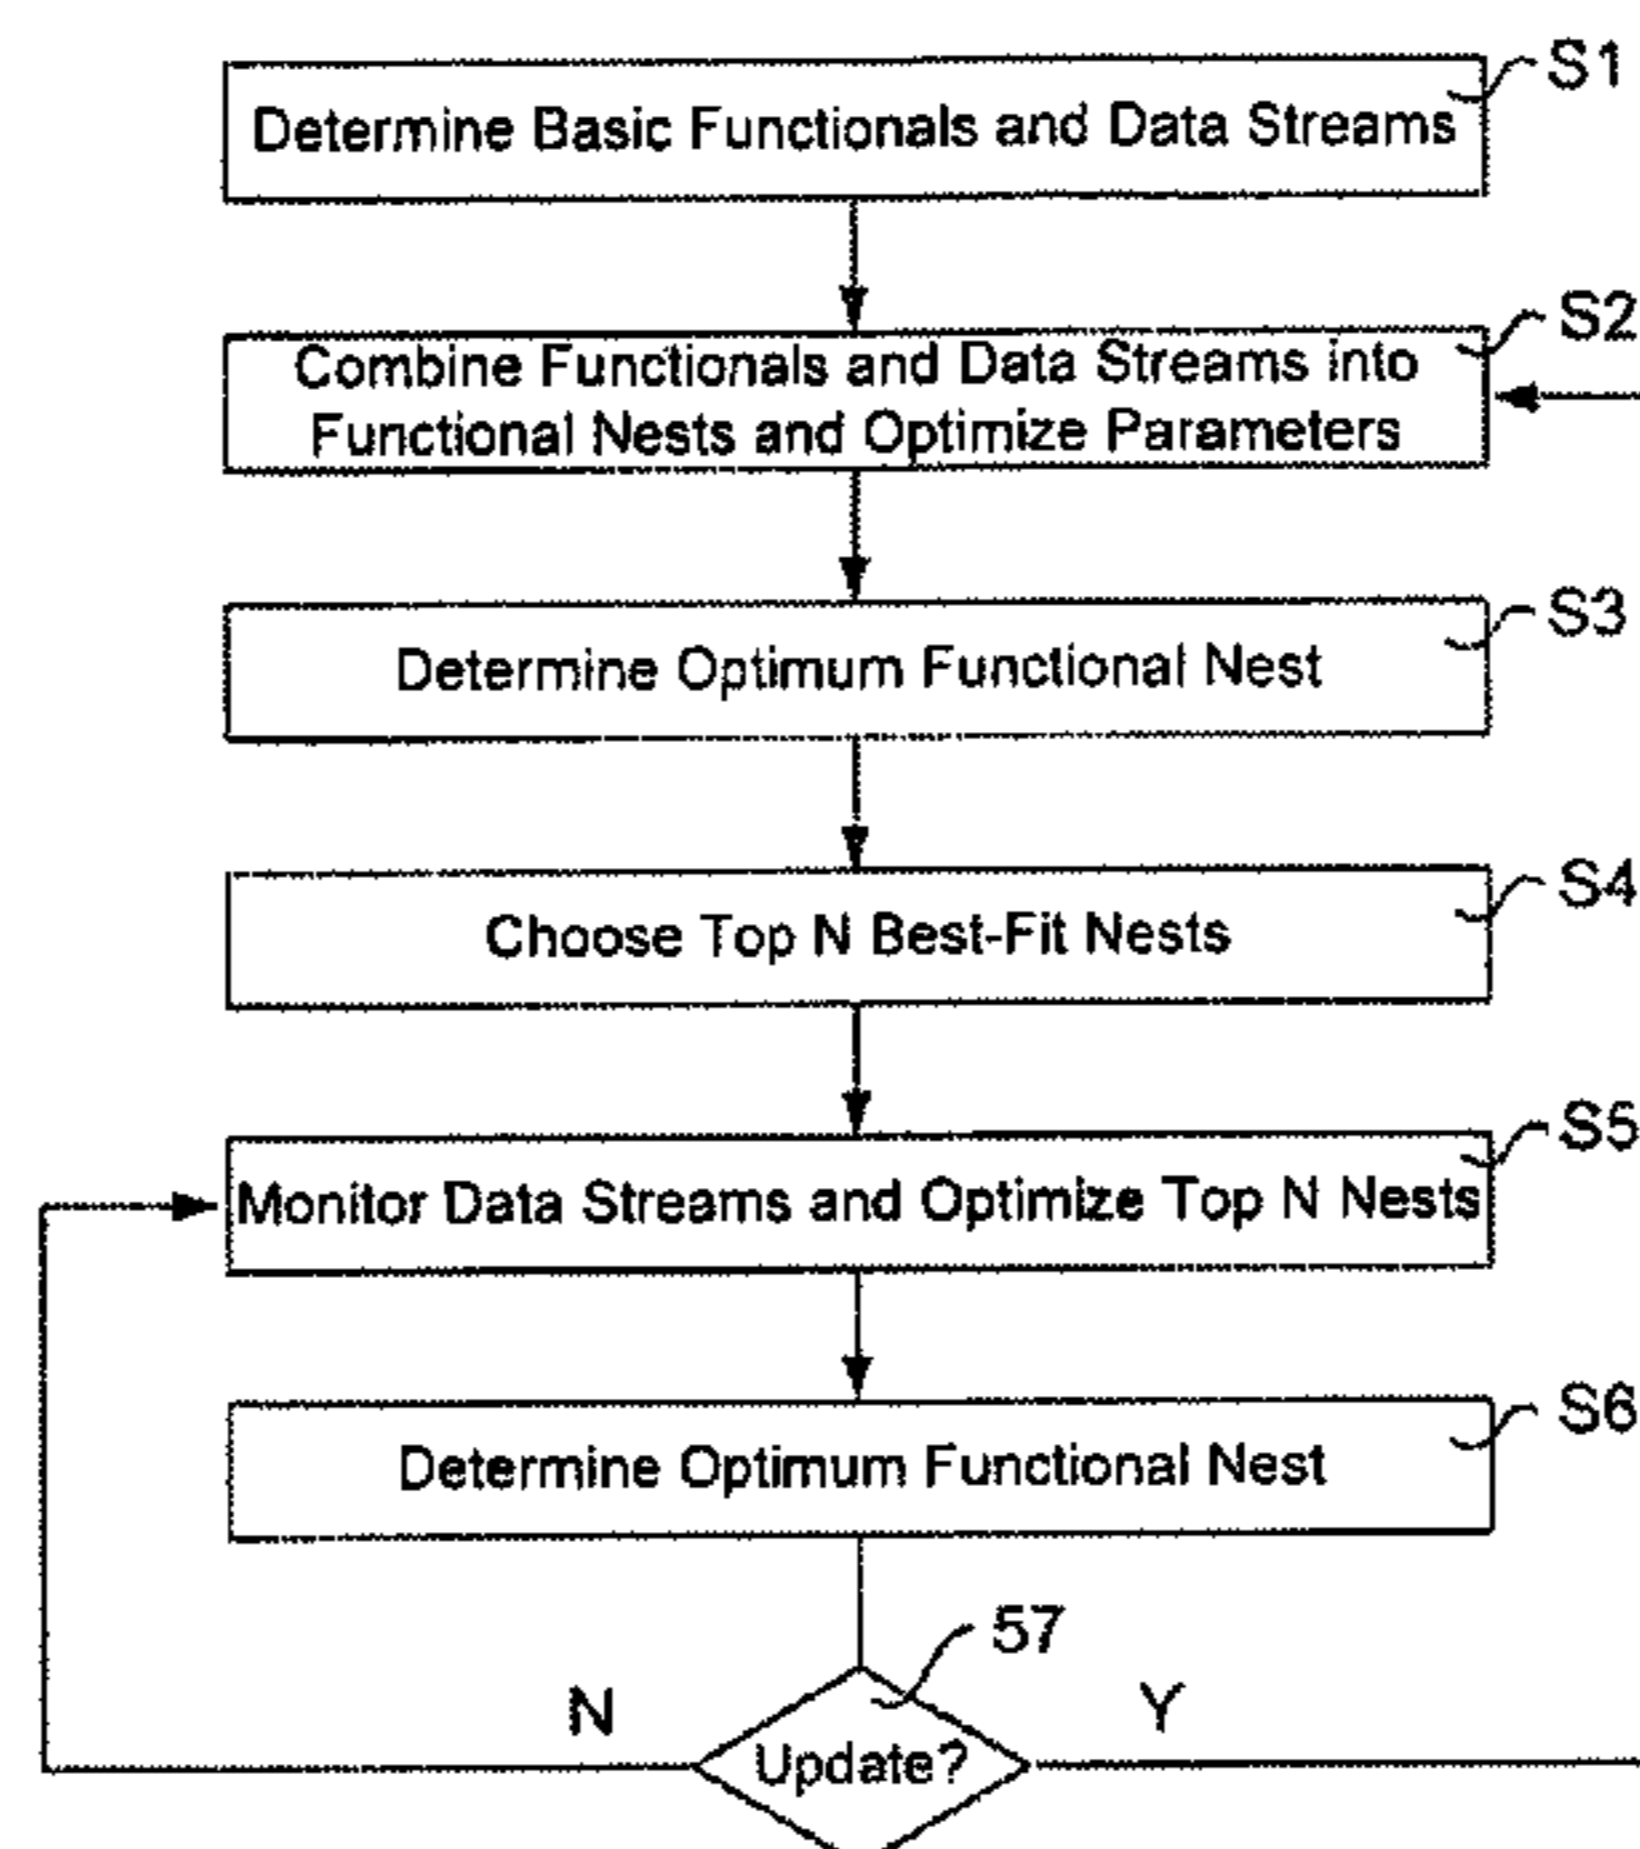 S1
Determine Basic Functionals and Data Streams
S2
Combine Functionals and Data Streams into
Functional Nests and Optimize Parameters
S3
Determine Optimum Functional Nest
S4
Choose Top N Best-Fit Nests
S5
Monitor Data Streams and Optimize Top N Nests
S6
Determine Optimum Functional Nest
57
N
Y
Update?